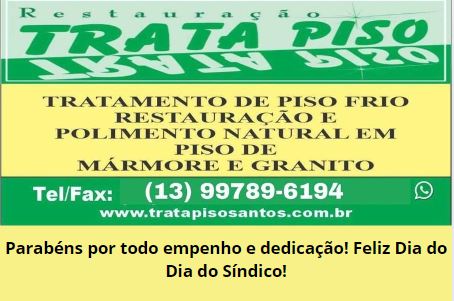 Restauração
TRATA PISO
TRATA PISO
TRATAMENTO DE PISO FRIO
RESTAURAÇÃO E
POLIMENTO NATURAL EM
PISO DE
MÁRMORE E GRANITO
Tel/Fax: (13) 99789-6194
www.tratapisosantos.com.br
Parabéns por todo empenho e dedicação! Feliz Dia do
Dia do Síndico!